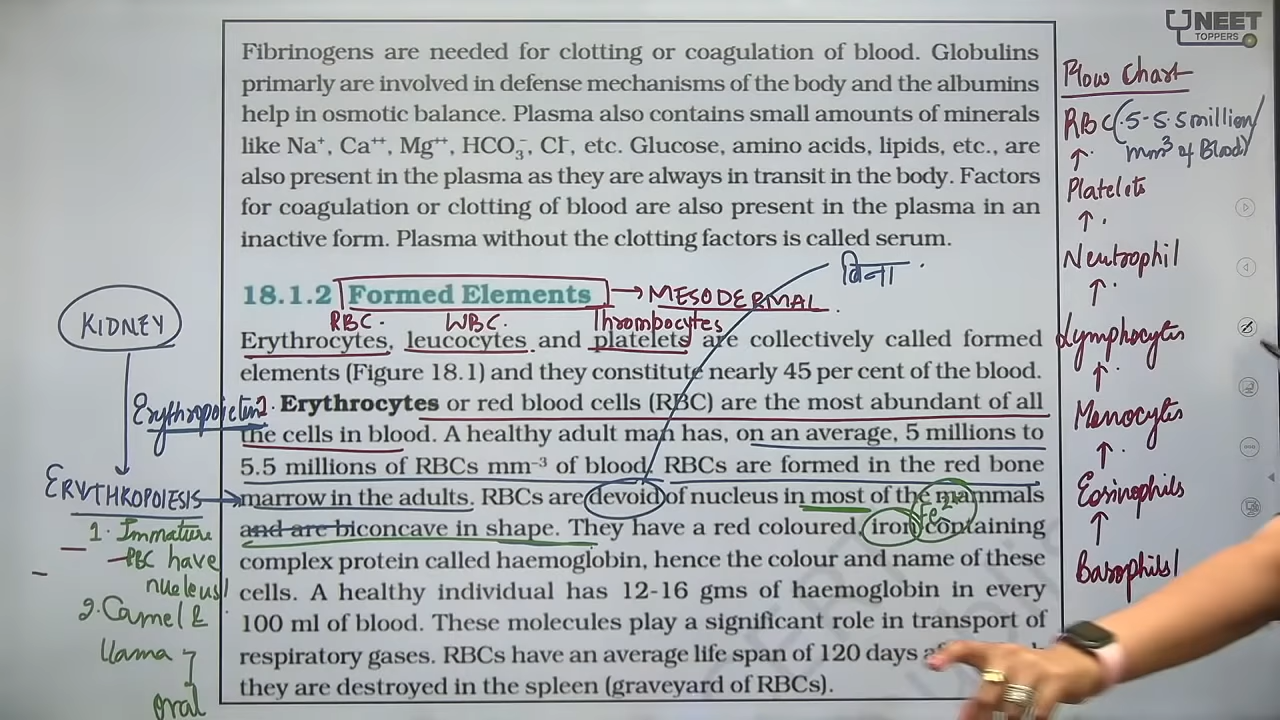 NEET
TOPPERS
Fibrinogens are needed for clotting or coagulation of blood. Globulins
primarily are involved in defense mechanisms of the body and the albumins
help in osmotic balance. Plasma also contains small amounts of minerals
like Na⁺, Ca⁺⁺, Mg⁺⁺, HCO₃⁻, Cl⁻, etc. Glucose, amino acids, lipids, etc., are
also present in the plasma as they are always in transit in the body. Factors
for coagulation or clotting of blood are also present in the plasma in an
inactive form. Plasma without the clotting factors is called serum.
बिना
18.1.2 Formed Elements → MESODERMAL
RBC. WBC. Thrombocytes
Erythrocytes, leucocytes and platelets are collectively called formed
elements (Figure 18.1) and they constitute nearly 45 per cent of the blood.
1. Erythrocytes or red blood cells (RBC) are the most abundant of all
the cells in blood. A healthy adult man has, on an average, 5 millions to
5.5 millions of RBCs mm⁻³ of blood. RBCs are formed in the red bone
marrow in the adults. RBCs are devoid of nucleus in most of the mammals
and are biconcave in shape. They have a red coloured, iron containing
Fe²⁺
complex protein called haemoglobin, hence the colour and name of these
cells. A healthy individual has 12-16 gms of haemoglobin in every
100 ml of blood. These molecules play a significant role in transport of
respiratory gases. RBCs have an average life span of 120 days
they are destroyed in the spleen (graveyard of RBCs).
KIDNEY
Erythropoietin
ERYTHROPOIESIS
1. Immature
RBC have
nucleus
2. Camel &
Llama
oral
Flow Chart
RBC (5-5.5 million/
mm³ of Blood)
↑
Platelets
↑
Neutrophil
↑
Lymphocytes
↑
Monocytes
↑
Eosinophils
↑
Basophils